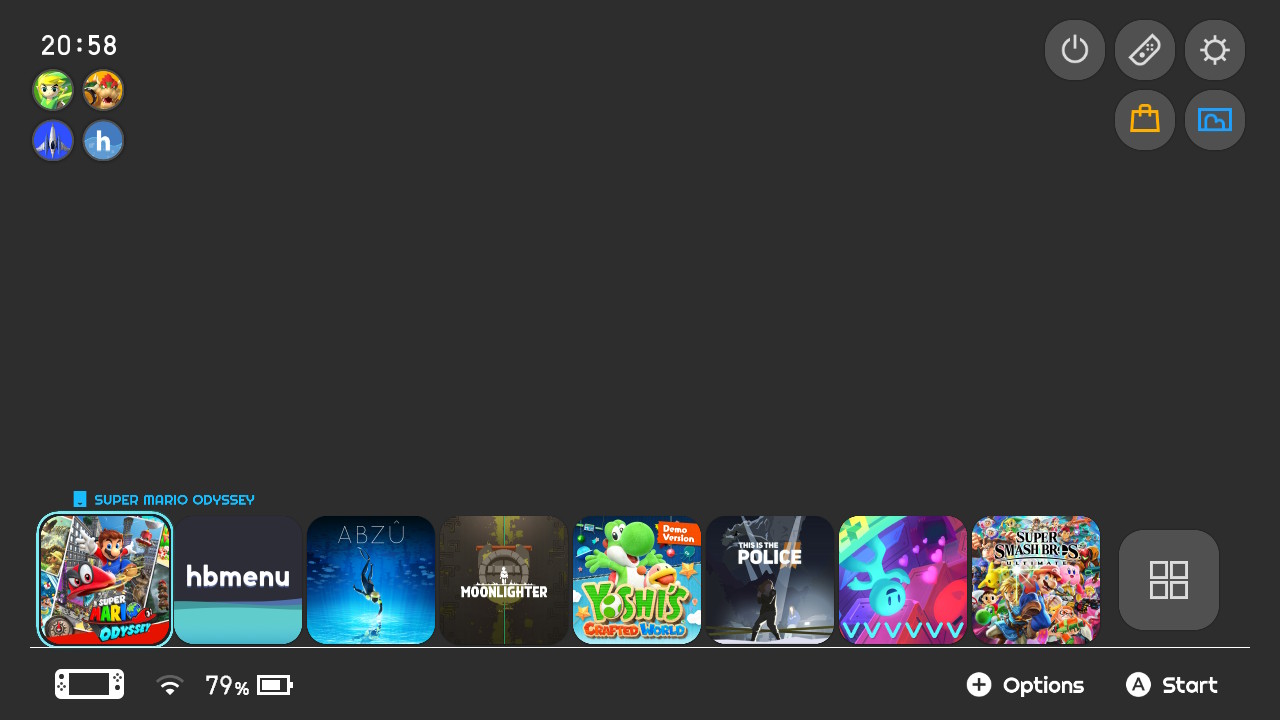 20:58
h
SUPER MARIO ODYSSEY
SUPER
MARIO
ODYSSEY
hbmenu
ABZÛ
MOONLIGHTER
Demo
Version
YOSHI'S
CRAFTED WORLD
THIS IS THE
POLICE
VVVVVV
SUPER
SMASH BROS.
ULTIMATE
79%
+ Options
A Start